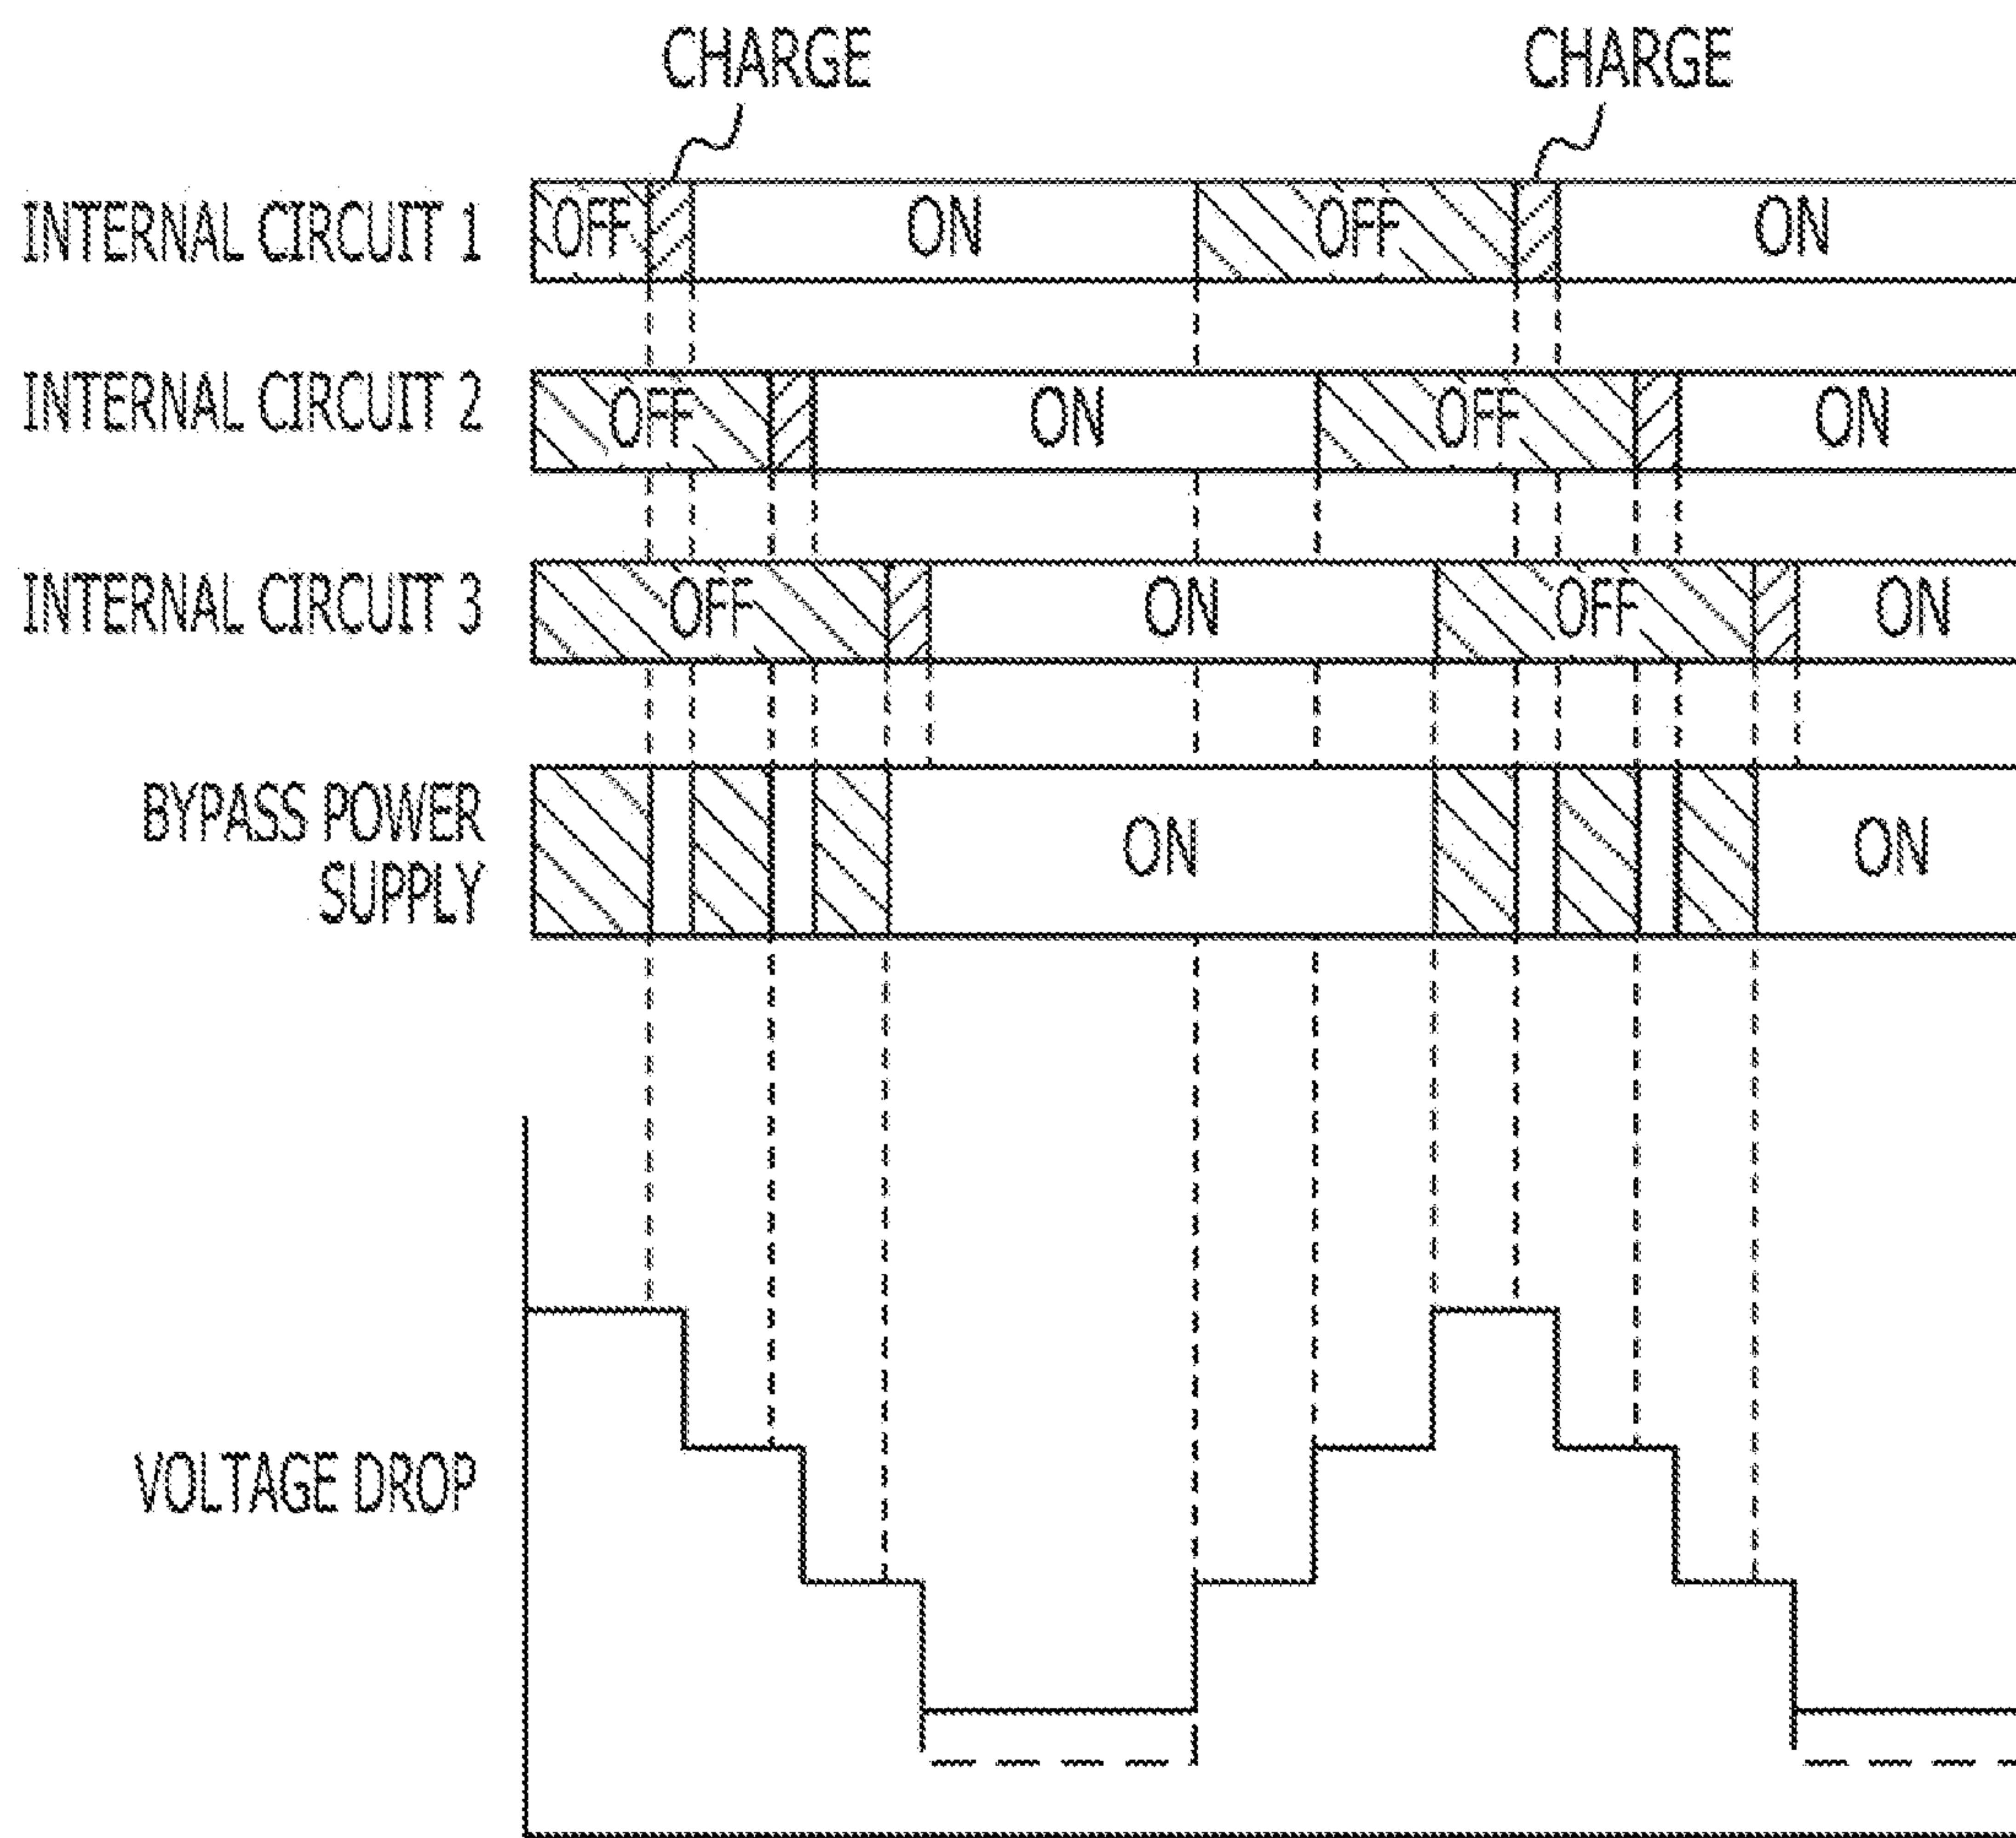 CHARGE CHARGE
INTERNAL CIRCUIT 1 OFF ON OFF ON
INTERNAL CIRCUIT 2 OFF ON OFF ON
INTERNAL CIRCUIT 3 OFF ON OFF ON
BYPASS POWER
SUPPLY
ON ON
VOLTAGE DROP